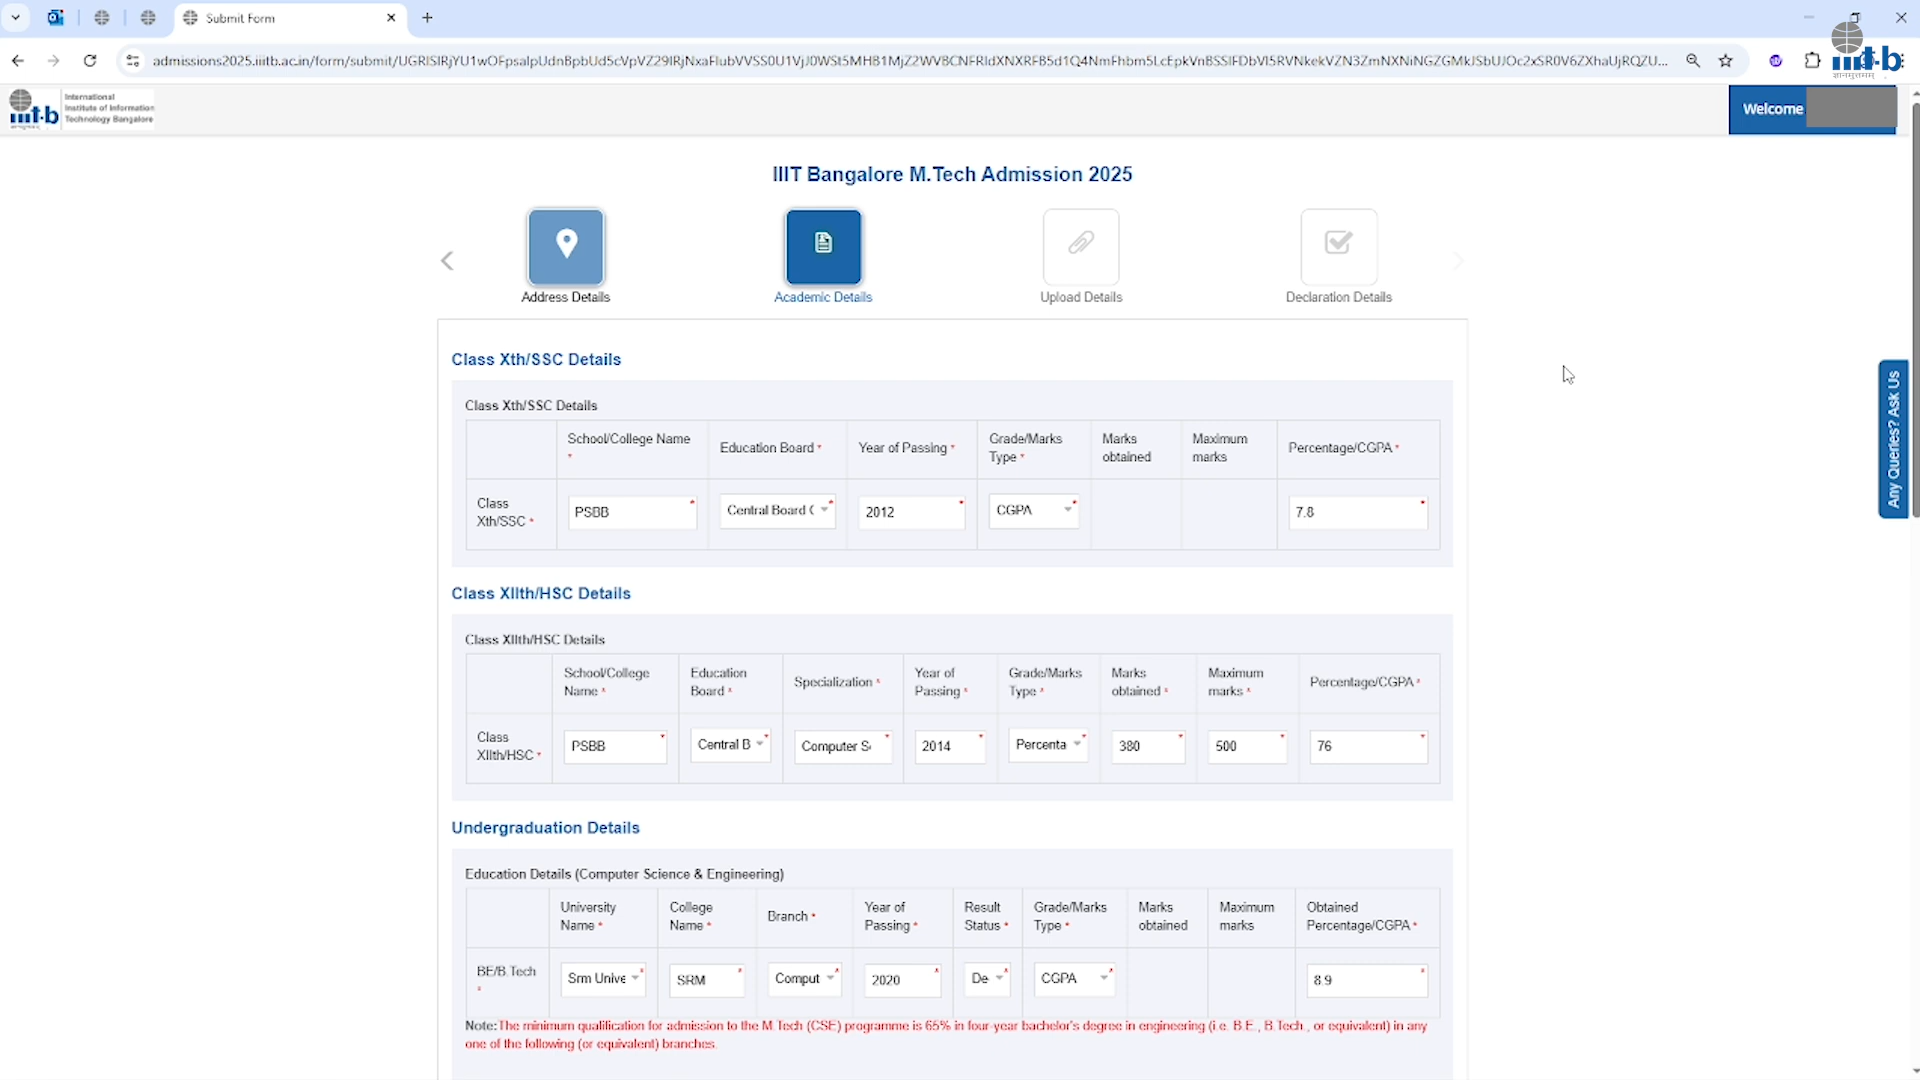 Submit Form
iiit-b
ज्ञानमुत्तमम्
iiit-b
International
Institute of Information
Technology Bangalore
Welcome
IIIT Bangalore M.Tech Admission 2025
Address Details
Academic Details
Upload Details
Declaration Details
Any Queries? Ask Us
Class Xth/SSC Details
Class Xth/SSC Details
School/College Name * Education Board * Year of Passing * Grade/Marks Type * Marks obtained Maximum marks Percentage/CGPA *
Class Xth/SSC * PSBB Central Board ( 2012 CGPA 7.8
Class XIIth/HSC Details
Class XIIth/HSC Details
School/College Name * Education Board * Specialization * Year of Passing * Grade/Marks Type * Marks obtained * Maximum marks * Percentage/CGPA *
Class XIIth/HSC * PSBB Central B Computer S 2014 Percenta 380 500 76
Undergraduation Details
Education Details (Computer Science & Engineering)
University Name * College Name * Branch * Year of Passing * Result Status * Grade/Marks Type * Marks obtained Maximum marks Obtained Percentage/CGPA *
BE/B.Tech * Srm Unive SRM Comput 2020 De CGPA 8.9
Note:The minimum qualification for admission to the M.Tech (CSE) programme is 65% in four-year bachelor's degree in engineering (i.e. B.E., B.Tech., or equivalent) in any
one of the following (or equivalent) branches.